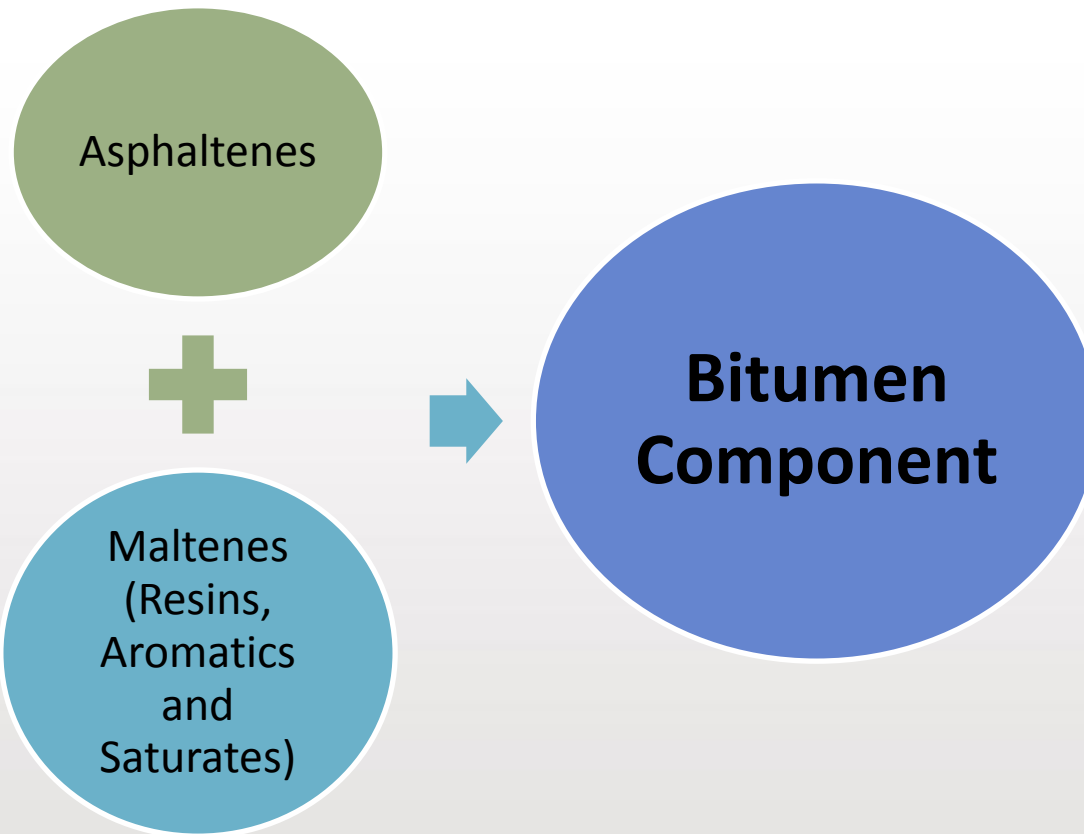 Asphaltenes
Maltenes
(Resins,
Aromatics
and
Saturates)
Bitumen
Component